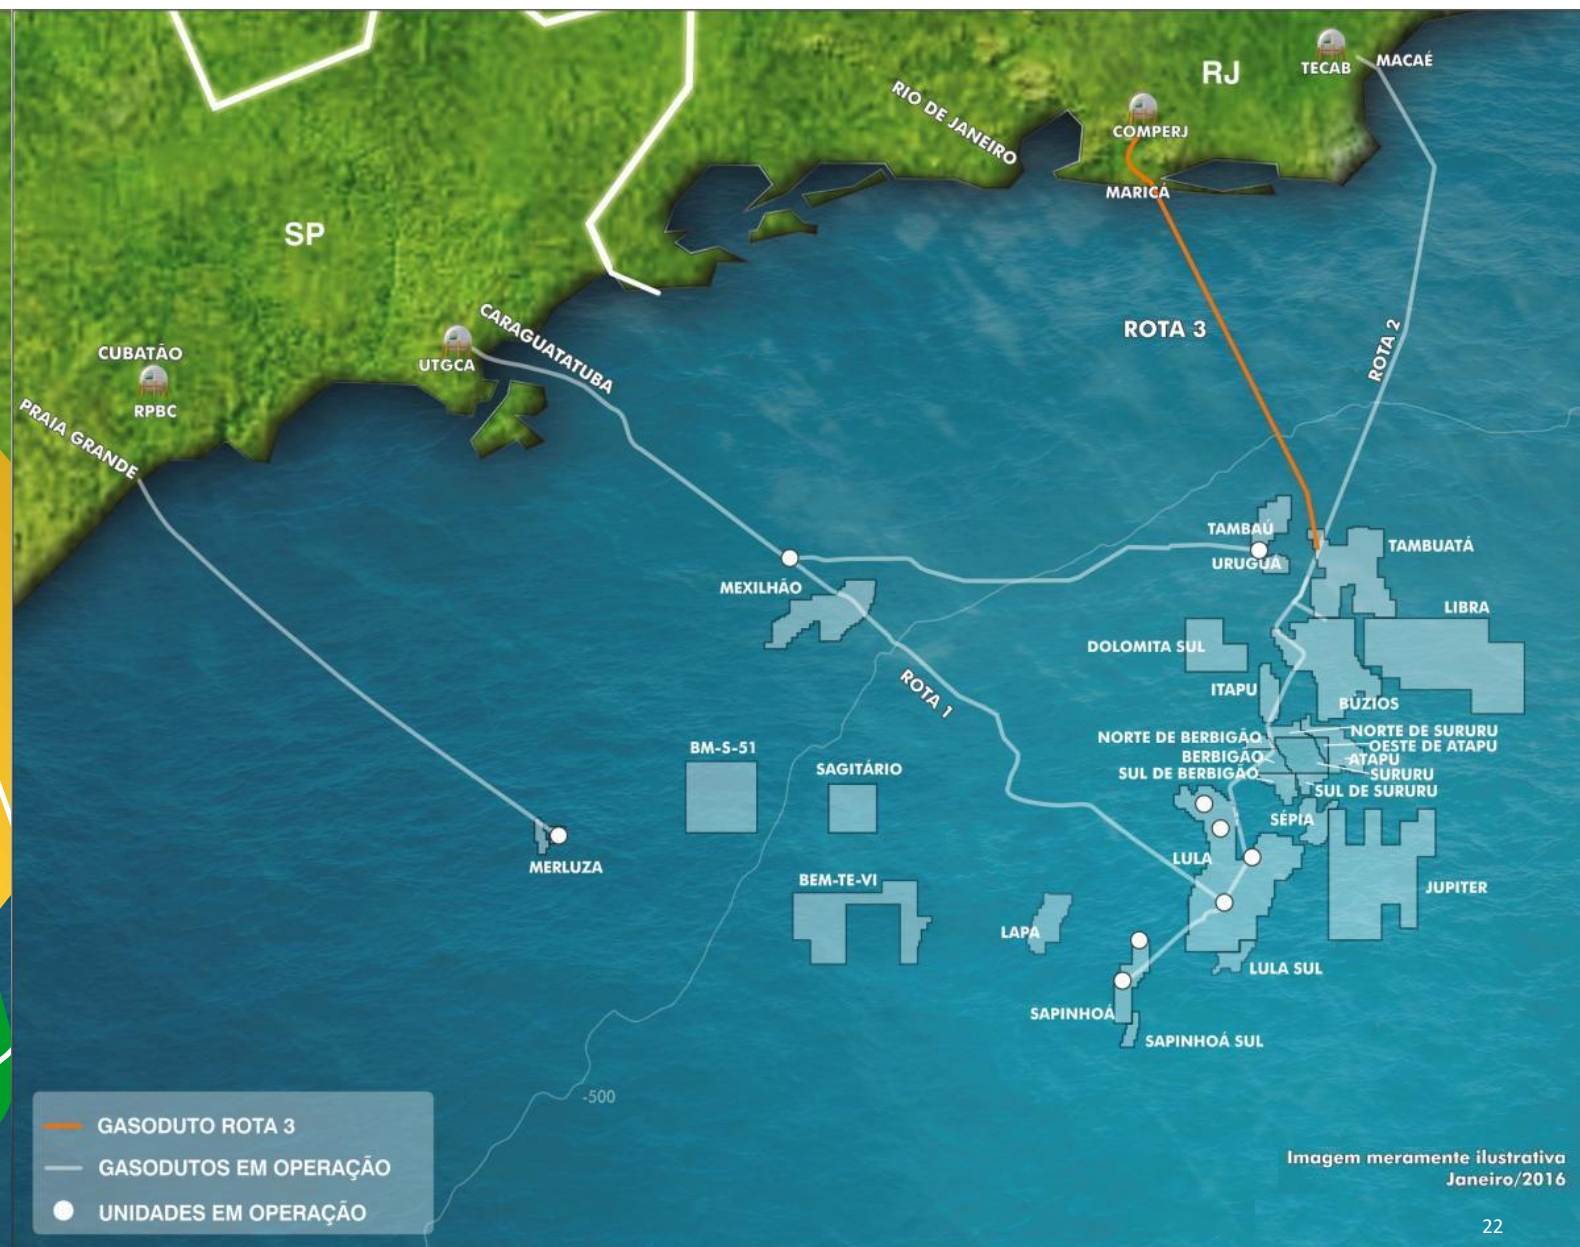 TECAB
MACAÉ
RJ
RIO DE JANEIRO
COMPERJ
MARICÁ
SP
CARAGUATATUBA
ROTA 3
ROTA 2
CUBATÃO
UTGCA
RPBC
PRAIA GRANDE
TAMBAÚ
TAMBUATÁ
URUGUÁ
MEXILHÃO
LIBRA
DOLOMITA SUL
ITAPU
ROTA 1
BÚZIOS
NORTE DE BERBIGÃO
NORTE DE SURURU
OESTE DE ATAPU
BM-S-51
BERBIGÃO
ATAPU
SAGITÁRIO
SUL DE BERBIGÃO
SURURU
SUL DE SURURU
SÉPIA
MERLUZA
LULA
BEM-TE-VI
JUPITER
LAPA
LULA SUL
SAPINHOÁ
SAPINHOÁ SUL
-500
GASODUTO ROTA 3
GASODUTOS EM OPERAÇÃO
UNIDADES EM OPERAÇÃO
Imagem meramente ilustrativa
Janeiro/2016
22